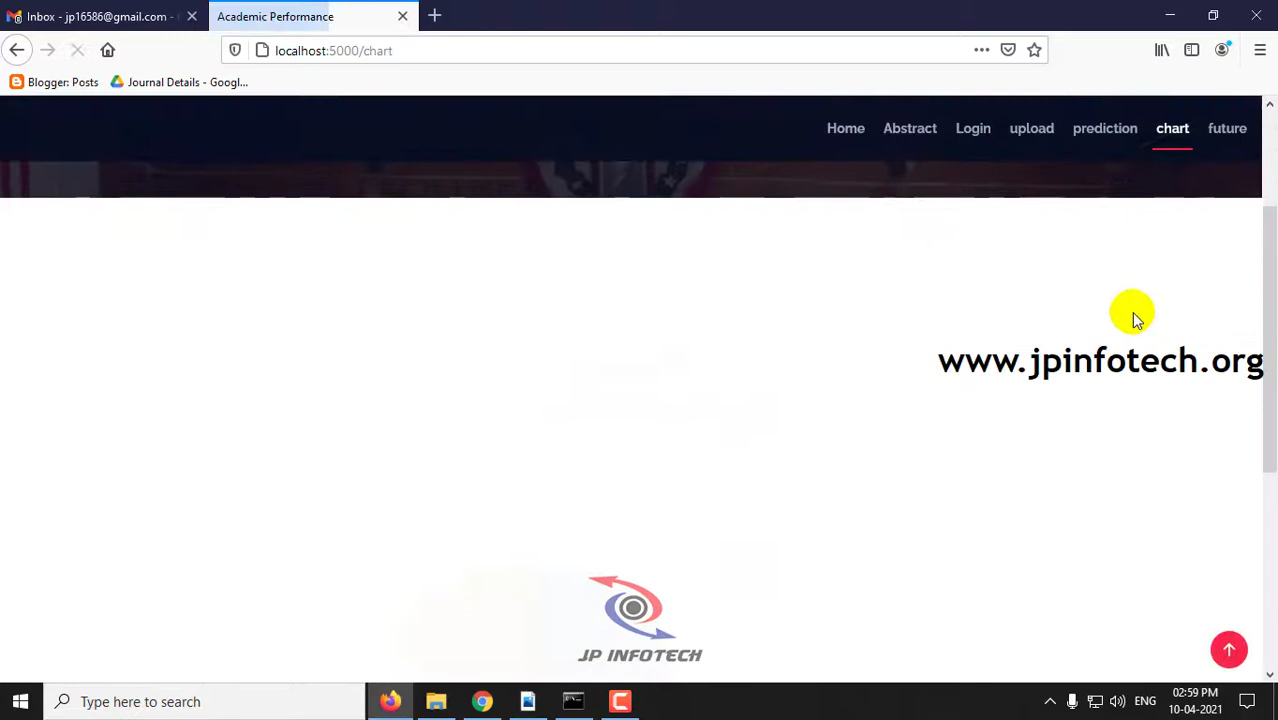 Inbox - jp16586@gmail.com -
Academic Performance
localhost:5000/chart
Blogger: Posts
Journal Details - Googl...
Home Abstract Login upload prediction chart future
www.jpinfotech.org
JP INFOTECH
Type here to search
ENG
02:59 PM
10-04-2021